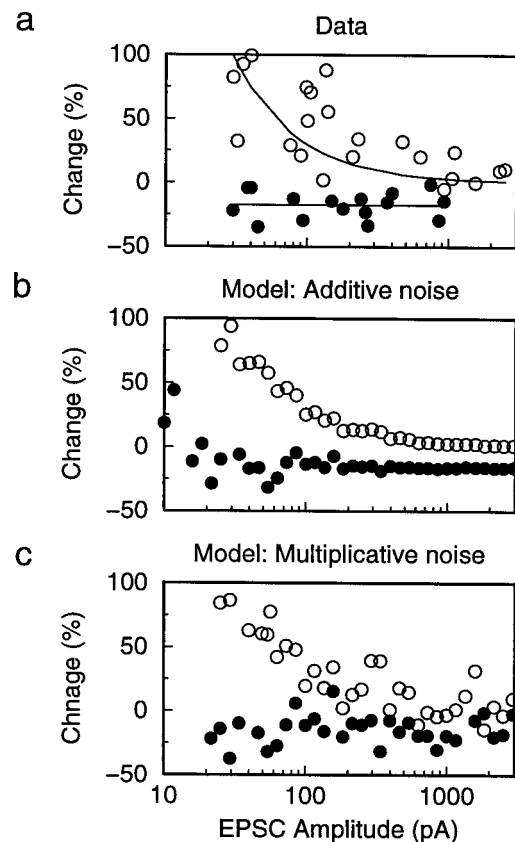 a
Data
100
50
0
−50
Change (%)
b
Model: Additive noise
100
50
0
−50
Change (%)
c
Model: Multiplicative noise
100
50
0
−50
Chnage (%)
10 100 1000
EPSC Amplitude (pA)